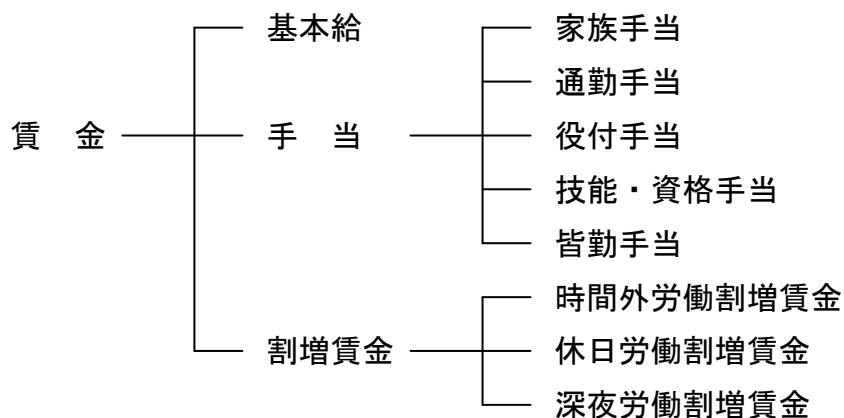 賃　金
基本給
手　当
家族手当
通勤手当
役付手当
技能・資格手当
皆勤手当
割増賃金
時間外労働割増賃金
休日労働割増賃金
深夜労働割増賃金